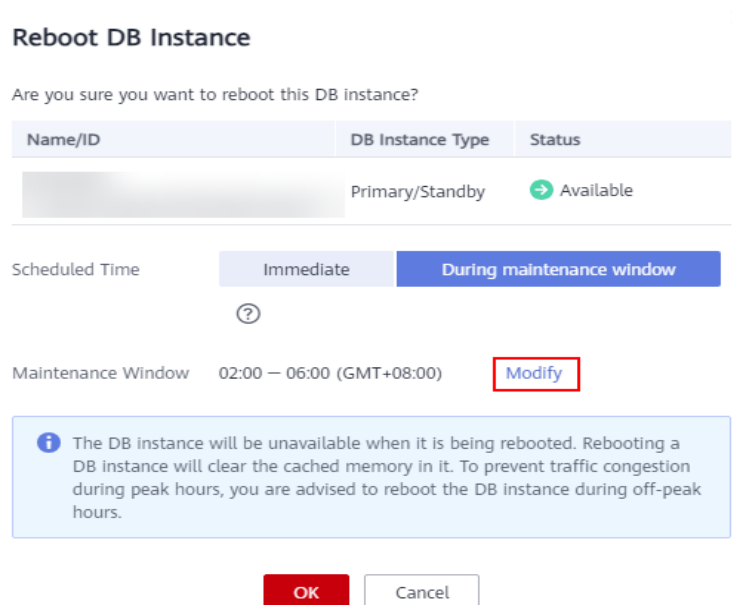 Reboot DB Instance
Are you sure you want to reboot this DB instance?
Name/ID DB Instance Type Status
Primary/Standby Available
Scheduled Time Immediate During maintenance window
?
Maintenance Window 02:00 — 06:00 (GMT+08:00) Modify
The DB instance will be unavailable when it is being rebooted. Rebooting a
DB instance will clear the cached memory in it. To prevent traffic congestion
during peak hours, you are advised to reboot the DB instance during off-peak
hours.
OK Cancel